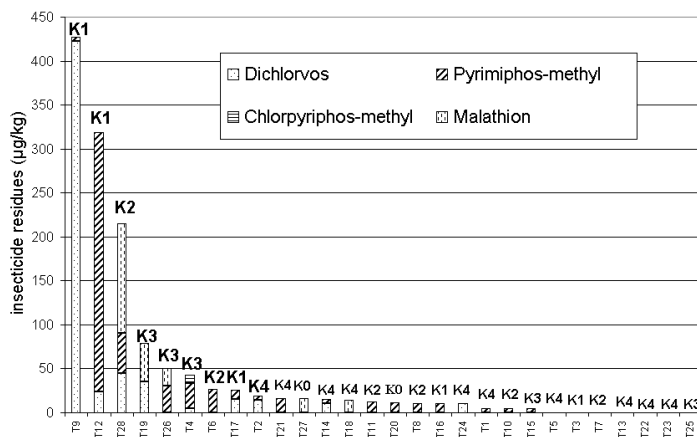 450
400
350
300
250
200
150
100
50
0
insecticide residues (µg/kg)
Dichlorvos Pyrimiphos-methyl
Chlorpyriphos-methyl Malathion
K1 K1 K2 K3 K3 K3 K2 K1 K4 K4 K0 K4 K4 K2 K0 K2 K1 K4 K4 K2 K3 K4 K1 K2 K4 K4 K4 K3
T9 T12 T28 T19 T26 T4 T6 T17 T2 T21 T27 T14 T18 T11 T20 T8 T16 T24 T1 T10 T15 T5 T3 T7 T13 T22 T23 T25